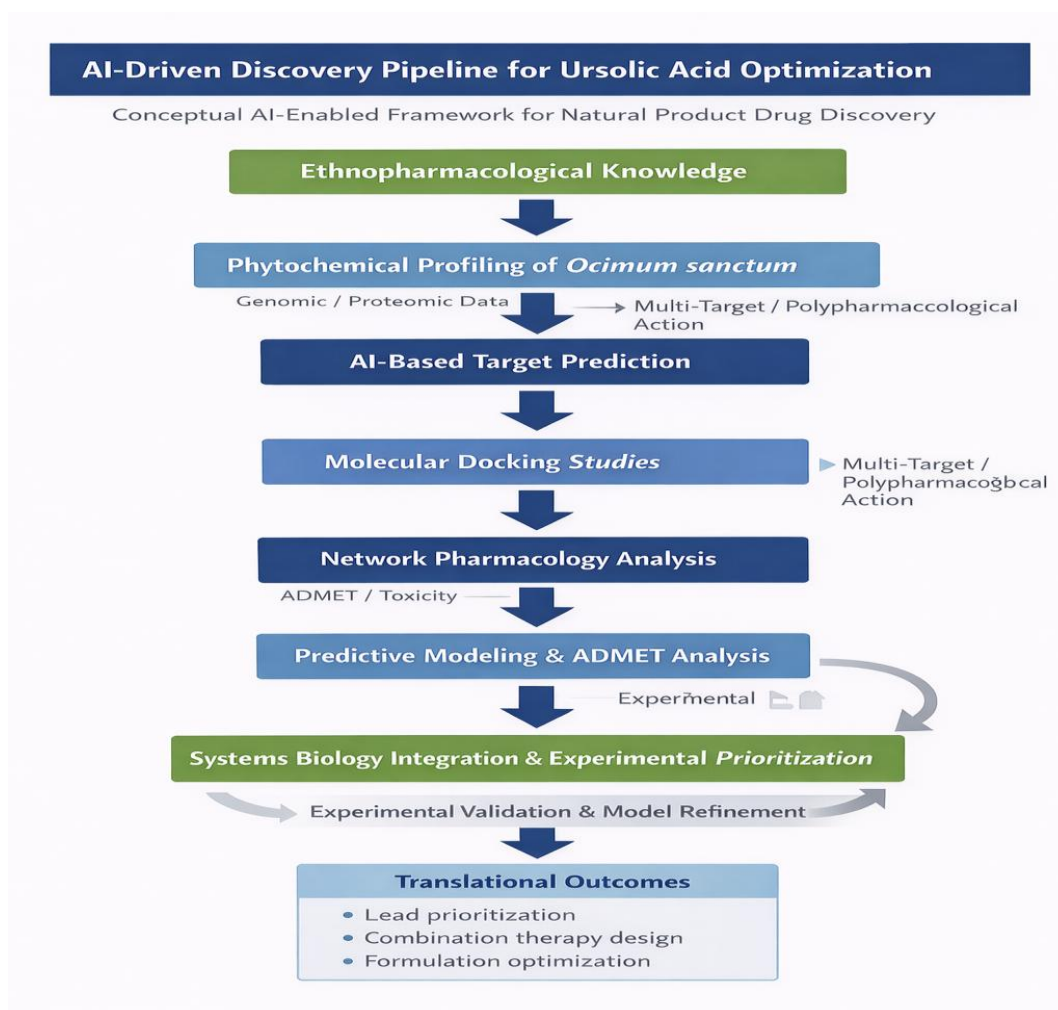 AI-Driven Discovery Pipeline for Ursolic Acid Optimization
Conceptual AI-Enabled Framework for Natural Product Drug Discovery
Ethnopharmacological Knowledge
Phytochemical Profiling of Ocimum sanctum
Genomic / Proteomic Data
Multi-Target / Polypharmaccological
Action
AI-Based Target Prediction
Molecular Docking Studies
Multi-Target /
Action
Network Pharmacology Analysis
ADMET / Toxicity
Predictive Modeling & ADMET Analysis
Systems Biology Integration & Experimental Prioritization
Experimental Validation & Model Refinement
Translational Outcomes
• Lead prioritization
• Combination therapy design
• Formulation optimization